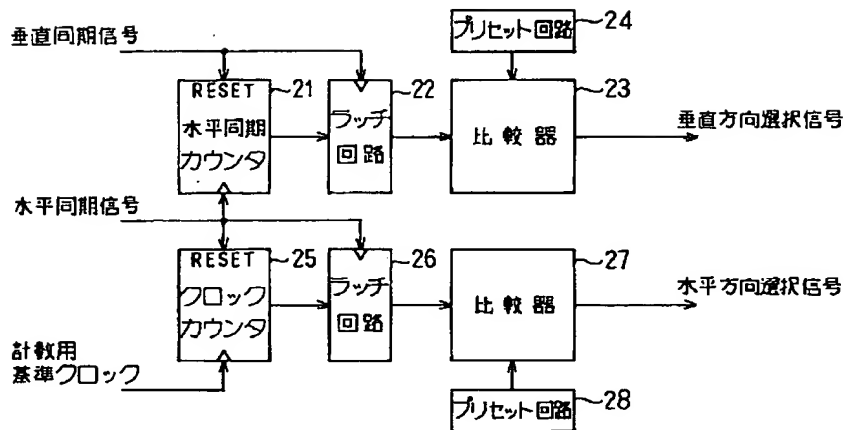 プリセット回路
24
垂直同期信号
RESET
21
水平同期
カウンタ
22
ラッチ
回路
23
比較器
垂直方向選択信号
水平同期信号
RESET
25
クロック
カウンタ
26
ラッチ
回路
27
比較器
水平方向選択信号
計数用
基準クロック
プリセット回路
28